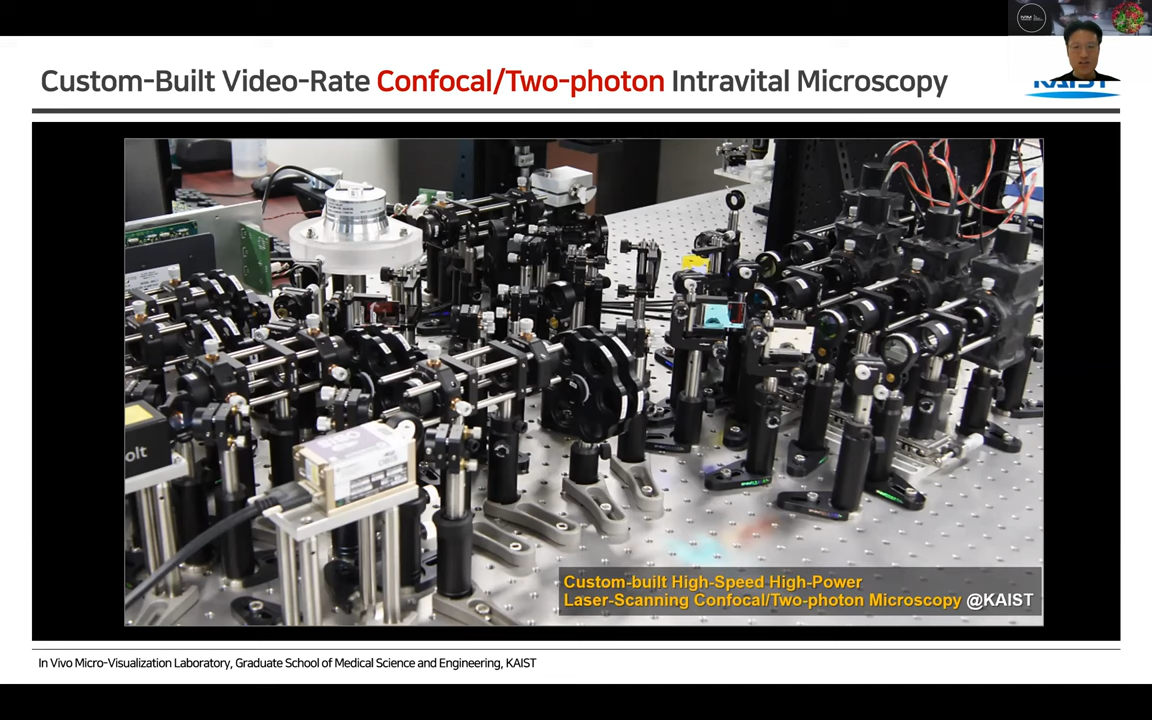 Custom-Built Video-Rate Confocal/Two-photon Intravital Microscopy
KAIST
olt
Custom-built High-Speed High-Power
Laser-Scanning Confocal/Two-photon Microscopy @KAIST
In Vivo Micro-Visualization Laboratory, Graduate School of Medical Science and Engineering, KAIST